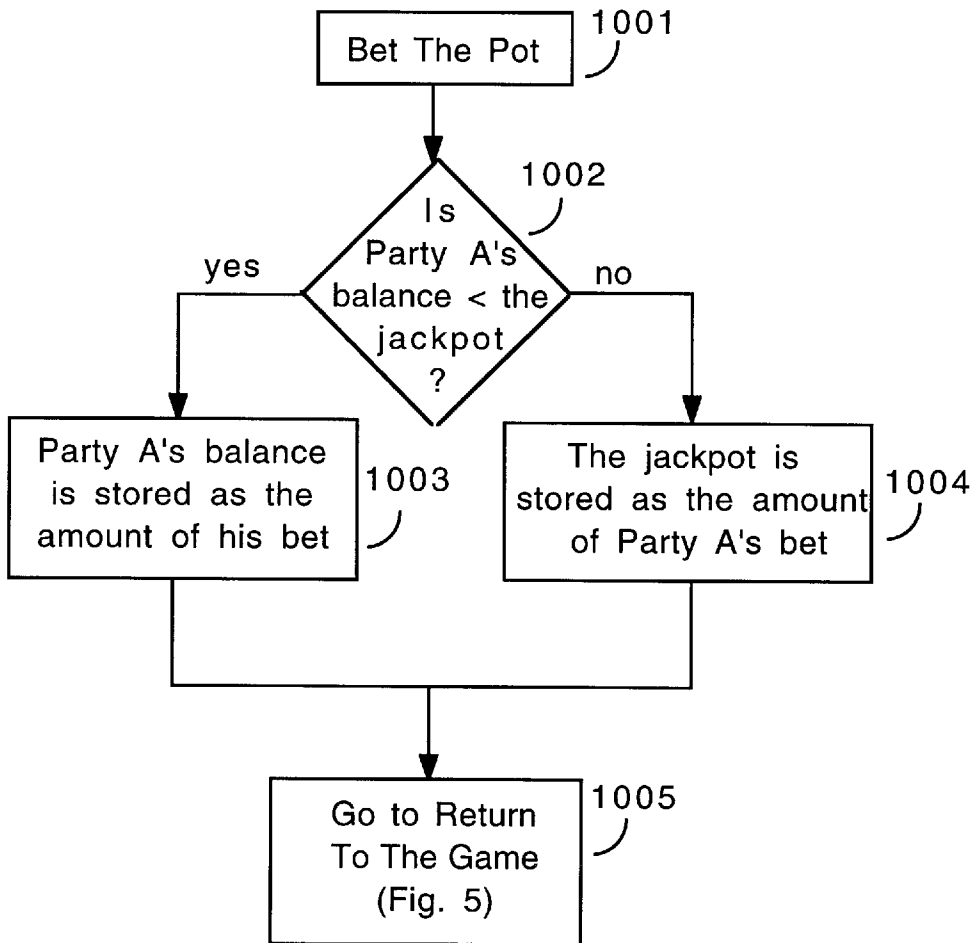 1001
Bet The Pot
1002
Is
Party A's
balance < the
jackpot
?
yes
no
Party A's balance
is stored as the
amount of his bet
1003
The jackpot is
stored as the amount
of Party A's bet
1004
Go to Return
To The Game
(Fig. 5)
1005